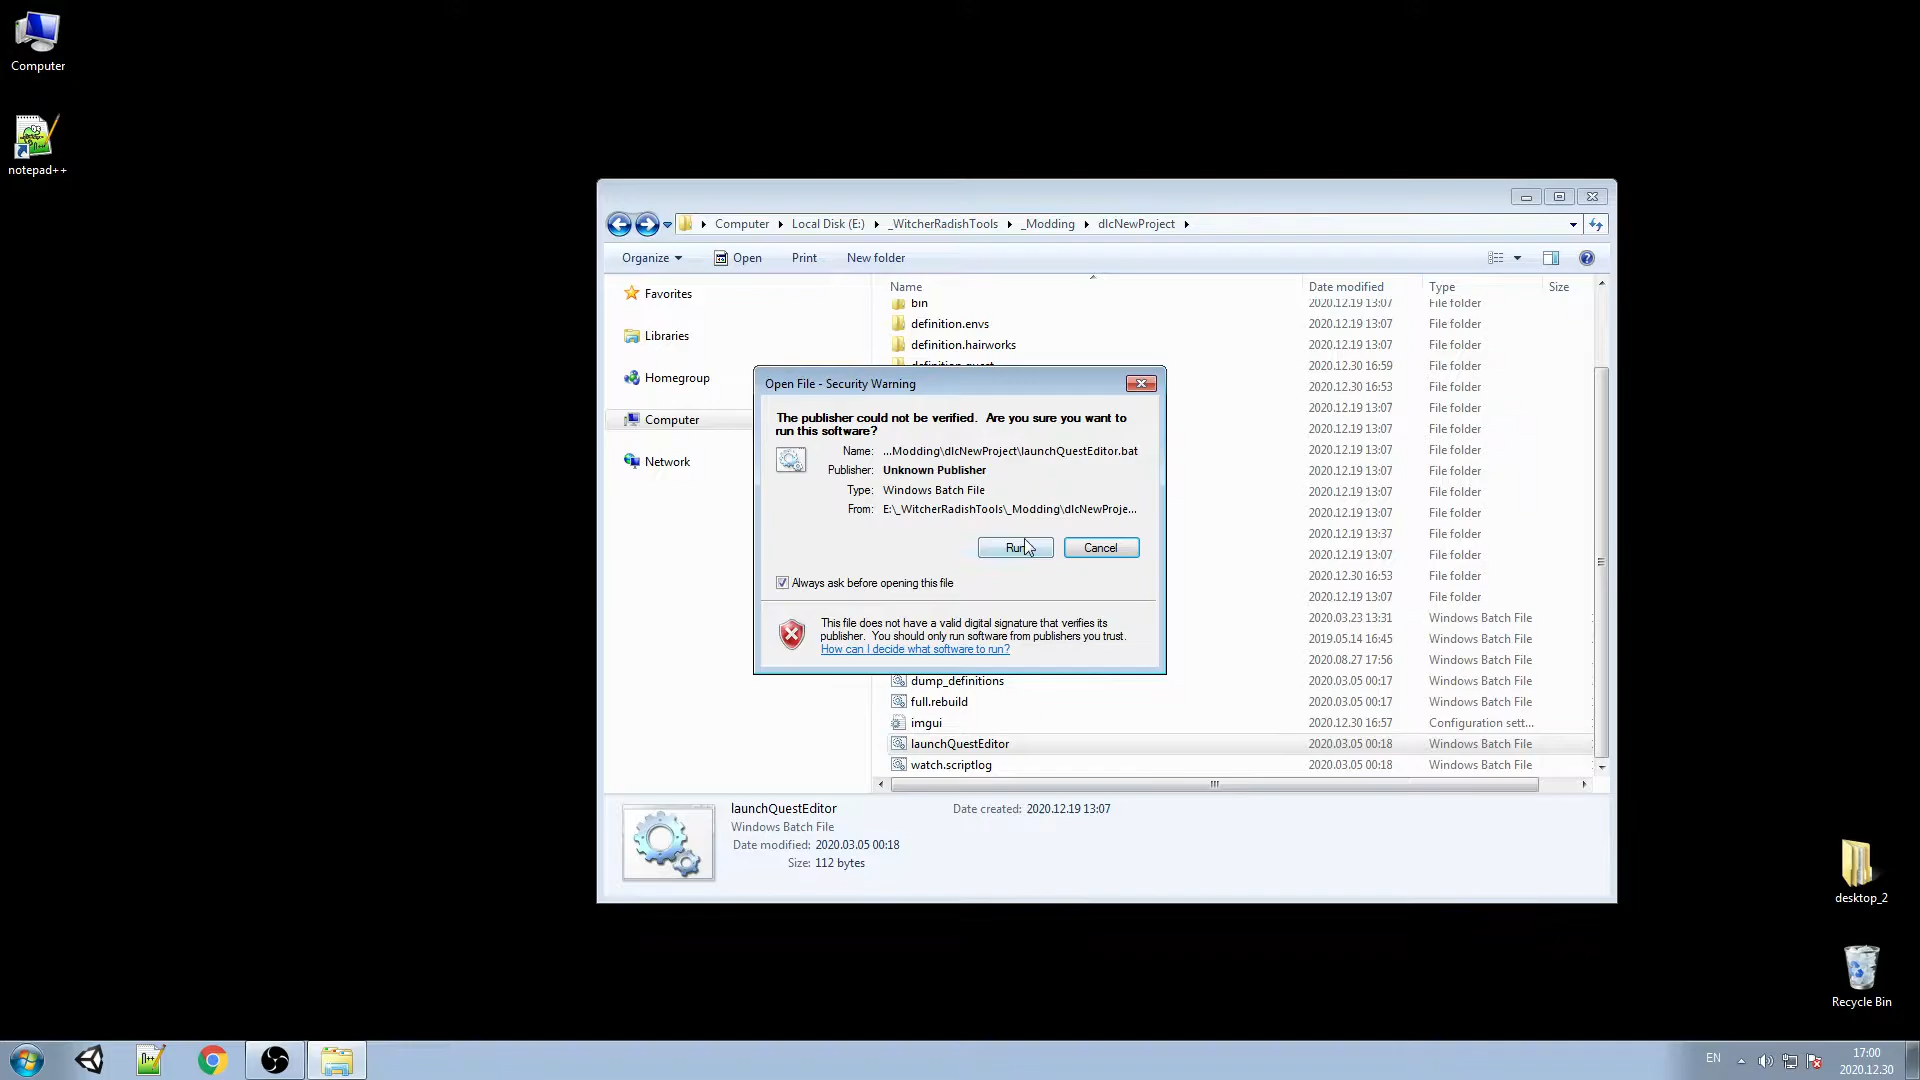 Computer
notepad++
Computer
Local Disk (E:)
_WitcherRadishTools
_Modding
dlcNewProject
Organize
Open
Print
New folder
Name
Date modified
Type
Size
Favorites
Libraries
Homegroup
Computer
Network
bin 2020.12.19 13:07 File folder
definition.envs 2020.12.19 13:07 File folder
definition.hairworks 2020.12.19 13:07 File folder
definition.quest 2020.12.30 16:59 File folder
2020.12.30 16:53 File folder
2020.12.19 13:07 File folder
2020.12.19 13:07 File folder
2020.12.19 13:07 File folder
2020.12.19 13:07 File folder
2020.12.19 13:07 File folder
2020.12.19 13:07 File folder
2020.12.19 13:37 File folder
2020.12.19 13:07 File folder
2020.12.30 16:53 File folder
2020.12.19 13:07 File folder
2020.03.23 13:31 Windows Batch File
2019.05.14 16:45 Windows Batch File
2020.08.27 17:56 Windows Batch File
dump_definitions 2020.03.05 00:17 Windows Batch File
full.rebuild 2020.03.05 00:17 Windows Batch File
imgui 2020.12.30 16:57 Configuration sett...
launchQuestEditor 2020.03.05 00:18 Windows Batch File
watch.scriptlog 2020.03.05 00:18 Windows Batch File
Open File - Security Warning
The publisher could not be verified. Are you sure you want to
run this software?
Name: ...Modding\dlcNewProject\launchQuestEditor.bat
Publisher: Unknown Publisher
Type: Windows Batch File
From: E:\_WitcherRadishTools\_Modding\dlcNewProje...
Run
Cancel
Always ask before opening this file
This file does not have a valid digital signature that verifies its
publisher. You should only run software from publishers you trust.
How can I decide what software to run?
launchQuestEditor
Date created: 2020.12.19 13:07
Windows Batch File
Date modified: 2020.03.05 00:18
Size: 112 bytes
desktop_2
Recycle Bin
EN
17:00
2020.12.30